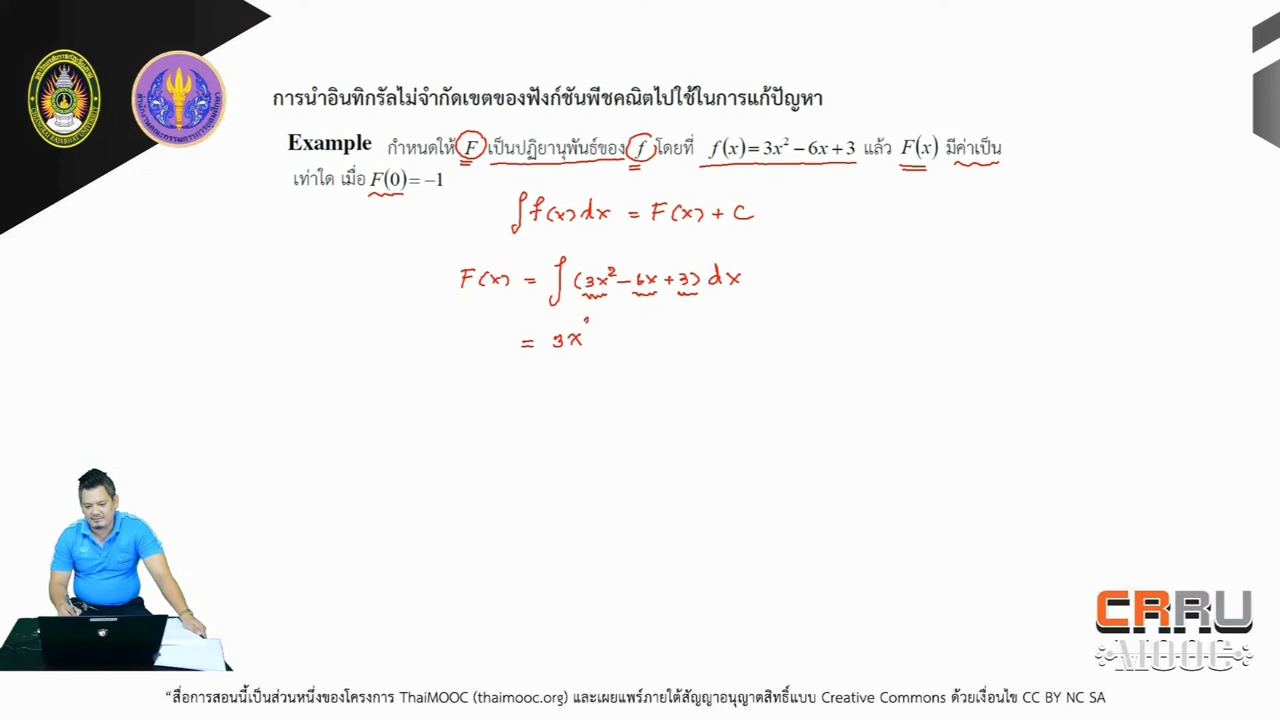 การนำอินทิกรัลไม่จำกัดเขตของฟังก์ชันพีชคณิตไปใช้ในการแก้ปัญหา
Example กำหนดให้ F เป็นปฏิยานุพันธ์ของ f โดยที่ f(x)=3x²−6x+3 แล้ว F(x) มีค่าเป็น
เท่าใด เมื่อ F(0)=−1
∫f(x)dx = F(x) + C
F(x) = ∫(3x²−6x+3)dx
= 3x
CRRU
MOOC
“สื่อการสอนนี้เป็นส่วนหนึ่งของโครงการ ThaiMOOC (thaimooc.org) และเผยแพร่ภายใต้สัญญาอนุญาตสิทธิ์แบบ Creative Commons ด้วยเงื่อนไข CC BY NC SA